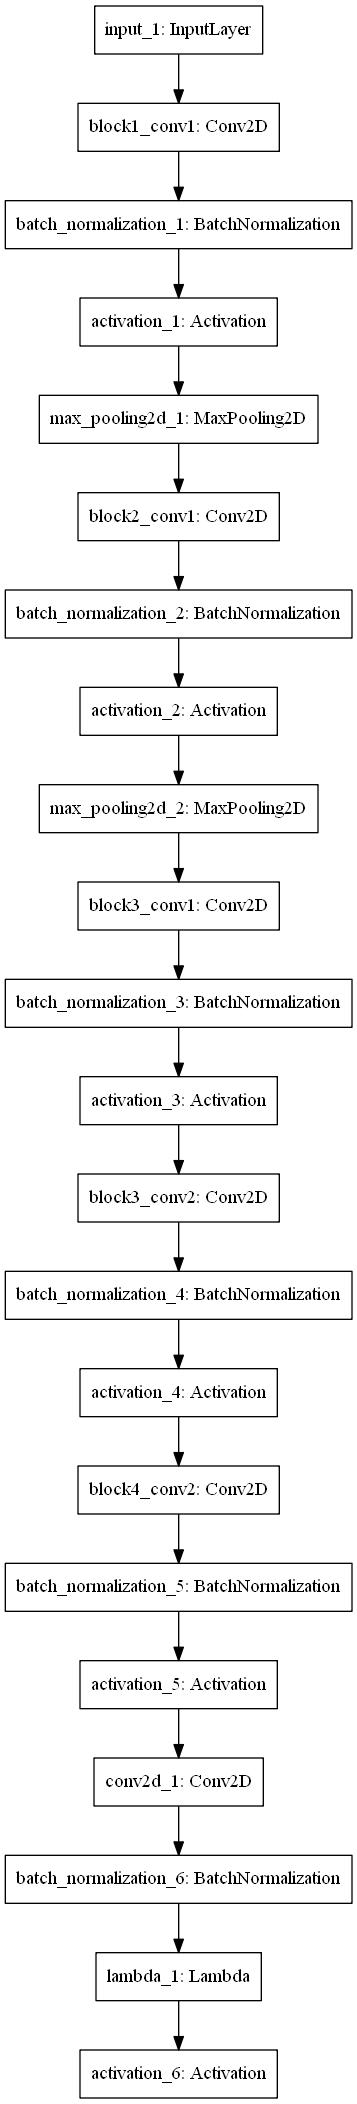 input_1: InputLayer
block1_conv1: Conv2D
batch_normalization_1: BatchNormalization
activation_1: Activation
max_pooling2d_1: MaxPooling2D
block2_conv1: Conv2D
batch_normalization_2: BatchNormalization
activation_2: Activation
max_pooling2d_2: MaxPooling2D
block3_conv1: Conv2D
batch_normalization_3: BatchNormalization
activation_3: Activation
block3_conv2: Conv2D
batch_normalization_4: BatchNormalization
activation_4: Activation
block4_conv2: Conv2D
batch_normalization_5: BatchNormalization
activation_5: Activation
conv2d_1: Conv2D
batch_normalization_6: BatchNormalization
lambda_1: Lambda
activation_6: Activation